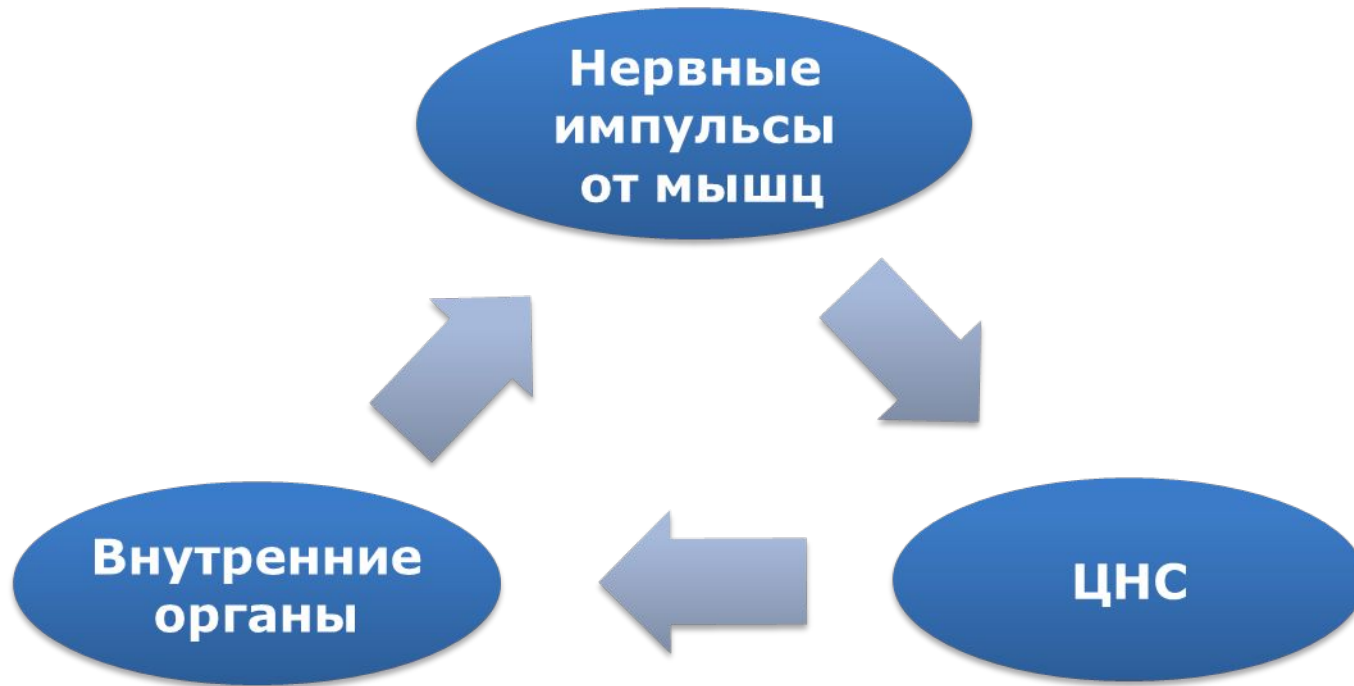 Нервные
импульсы
от мышц
Внутренние
органы
ЦНС